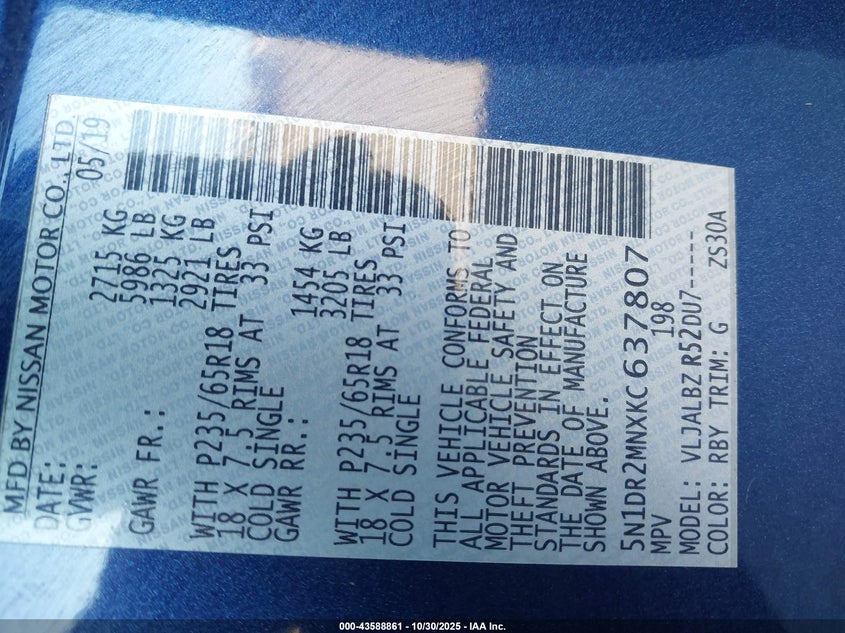 MFD BY NISSAN MOTOR CO., LTD.
DATE: 05/19
GVWR: 2715 KG
5986 LB
GAWR FR.: 1325 KG
2921 LB
WITH P235/65R18 TIRES
18 X 7.5 RIMS AT 33 PSI
COLD SINGLE
GAWR RR.: 1454 KG
3205 LB
WITH P235/65R18 TIRES
18 X 7.5 RIMS AT 33 PSI
COLD SINGLE
THIS VEHICLE CONFORMS TO
ALL APPLICABLE FEDERAL
MOTOR VEHICLE SAFETY AND
THEFT PREVENTION
STANDARDS IN EFFECT ON
THE DATE OF MANUFACTURE
SHOWN ABOVE.
5N1DR2MNXKC637807
MPV 198
MODEL: VLJALBZ R52DU7-----
COLOR: RBY TRIM: G ZS30A
000-43588861 - 10/30/2025 - IAA Inc.